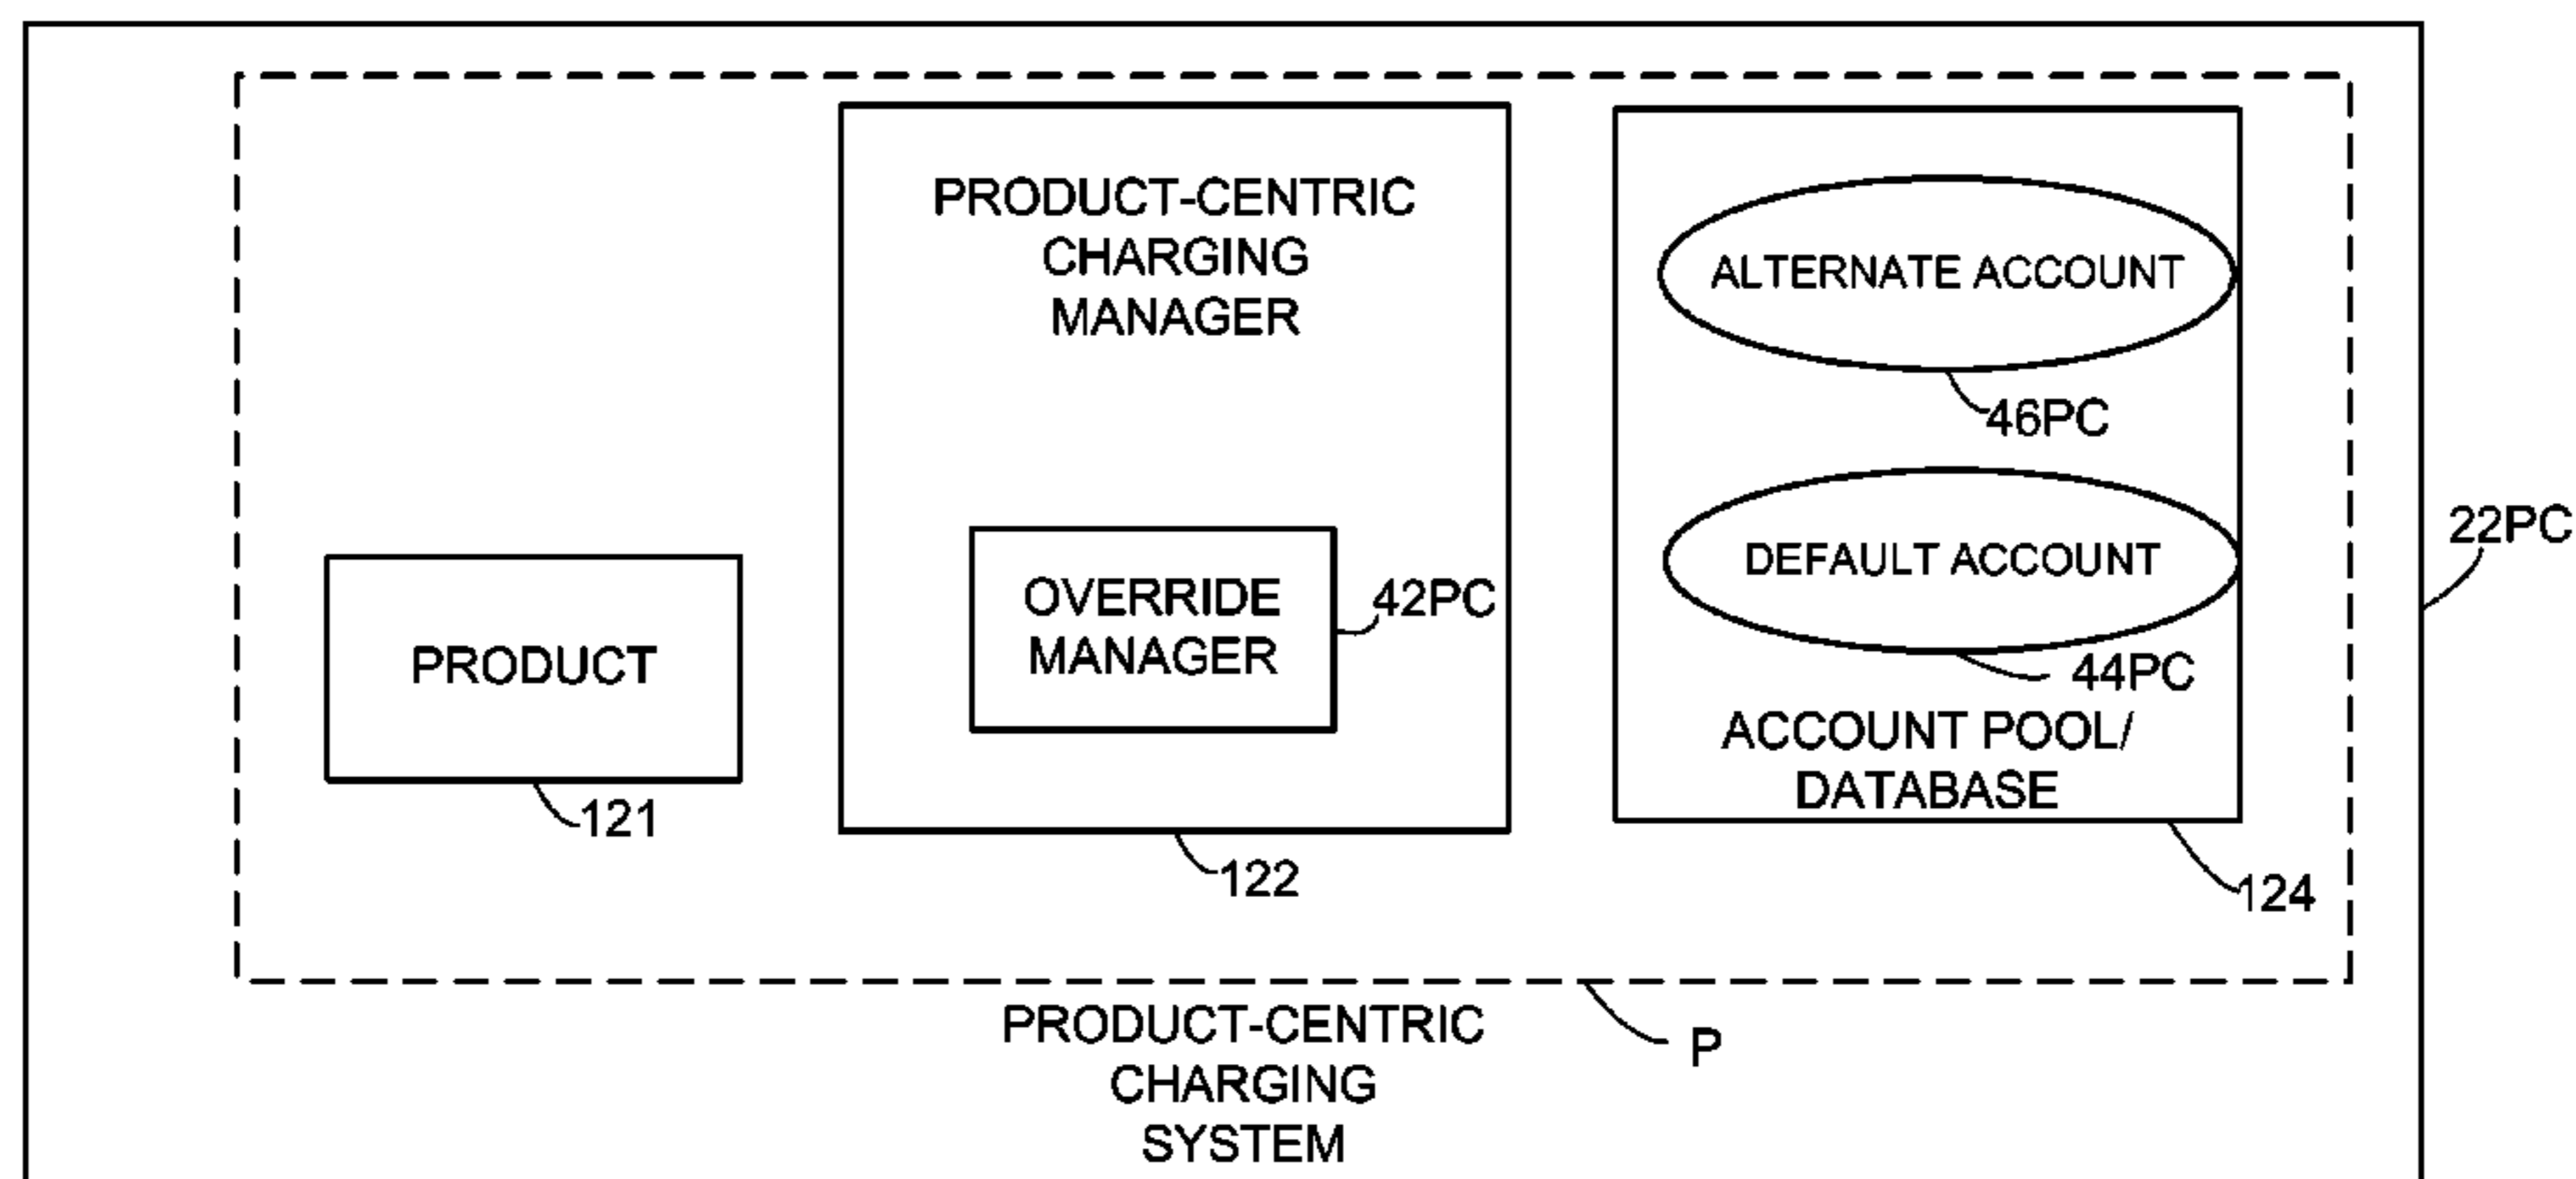 PRODUCT-CENTRIC
CHARGING
MANAGER
ALTERNATE ACCOUNT
46PC
22PC
OVERRIDE
MANAGER
42PC
DEFAULT ACCOUNT
44PC
PRODUCT
121
ACCOUNT POOL/
DATABASE
122
124
PRODUCT-CENTRIC
CHARGING
SYSTEM
P